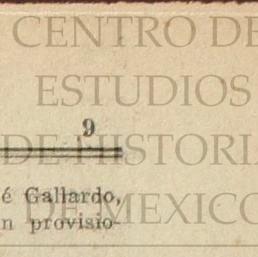 CENTRO DE
ESTUDIOS
9
DE HISTORIA
é Gallardo,
n provisio-
DE MEXICO